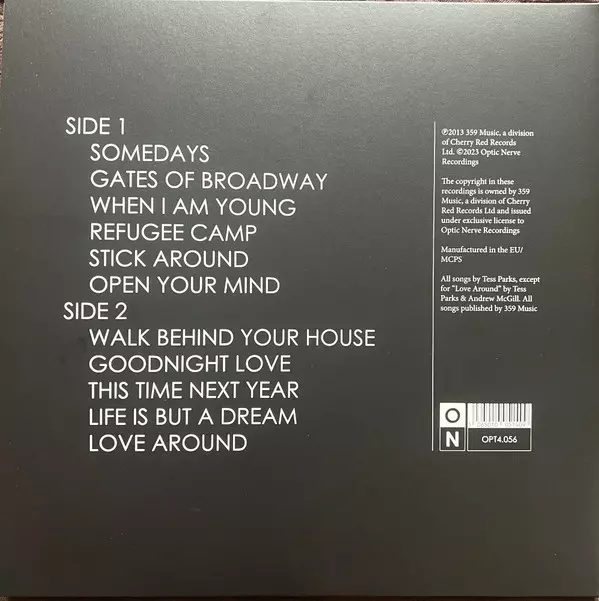 SIDE 1
SOMEDAYS
GATES OF BROADWAY
WHEN I AM YOUNG
REFUGEE CAMP
STICK AROUND
OPEN YOUR MIND
SIDE 2
WALK BEHIND YOUR HOUSE
GOODNIGHT LOVE
THIS TIME NEXT YEAR
LIFE IS BUT A DREAM
LOVE AROUND
℗2013 359 Music, a division
of Cherry Red Records
Ltd. ©2023 Optic Nerve
Recordings
The copyright in these
recordings is owned by 359
Music, a division of Cherry
Red Records Ltd and issued
under exclusive license to
Optic Nerve Recordings
Manufactured in the EU/
MCPS
All songs by Tess Parks, except
for "Love Around" by Tess
Parks & Andrew McGill. All
songs published by 359 Music
O
N
OPT4.056